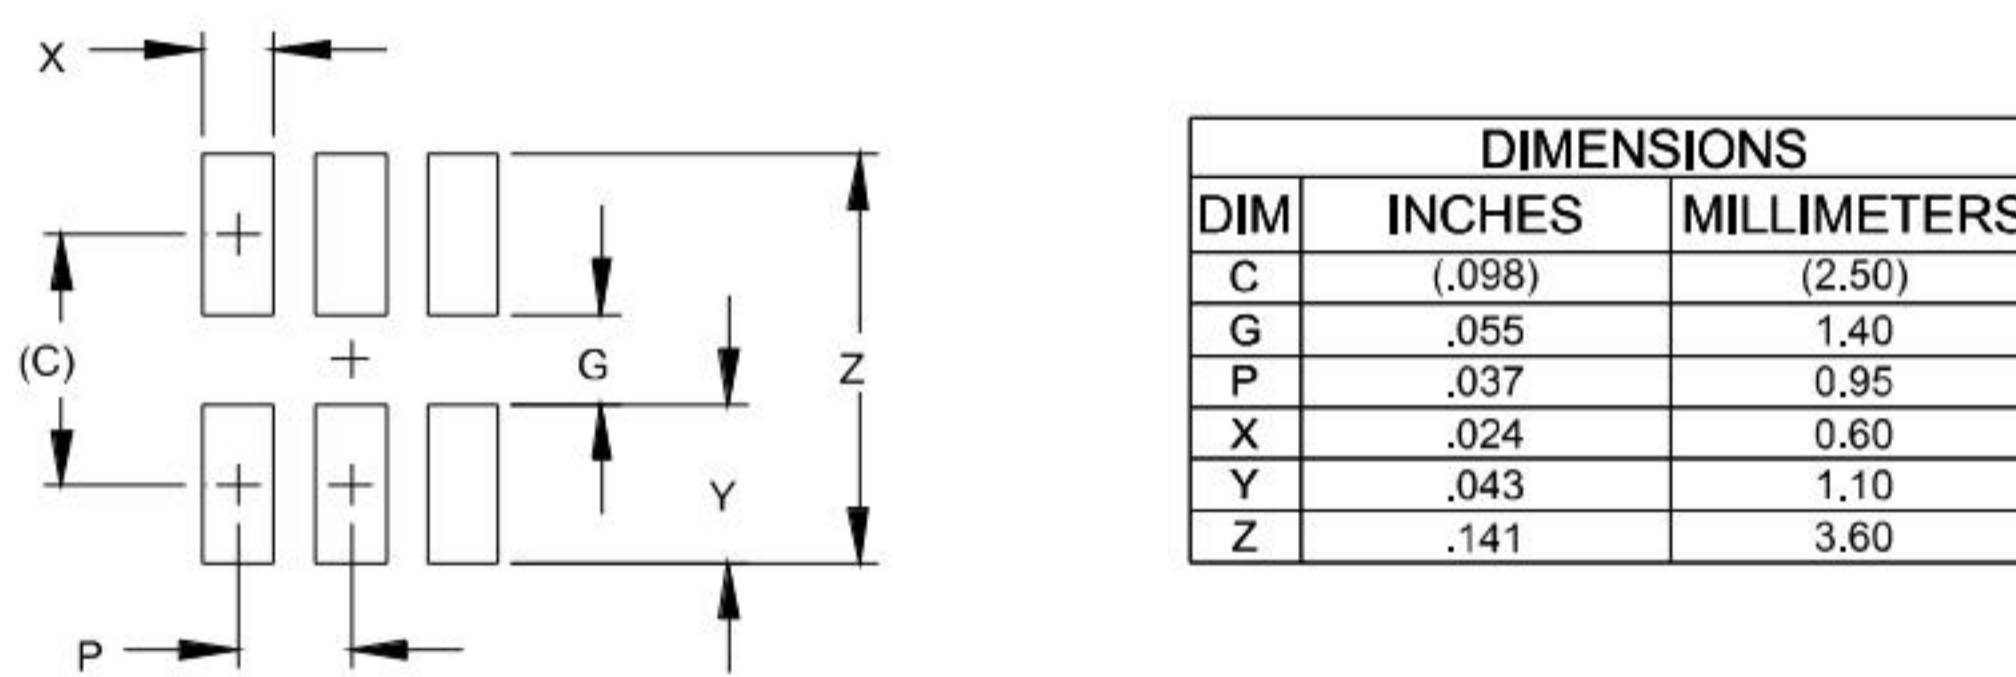 X
(C)
G
Z
Y
P
DIMENSIONS
DIM INCHES MILLIMETERS
C (.098) (2.50)
G .055 1.40
P .037 0.95
X .024 0.60
Y .043 1.10
Z .141 3.60